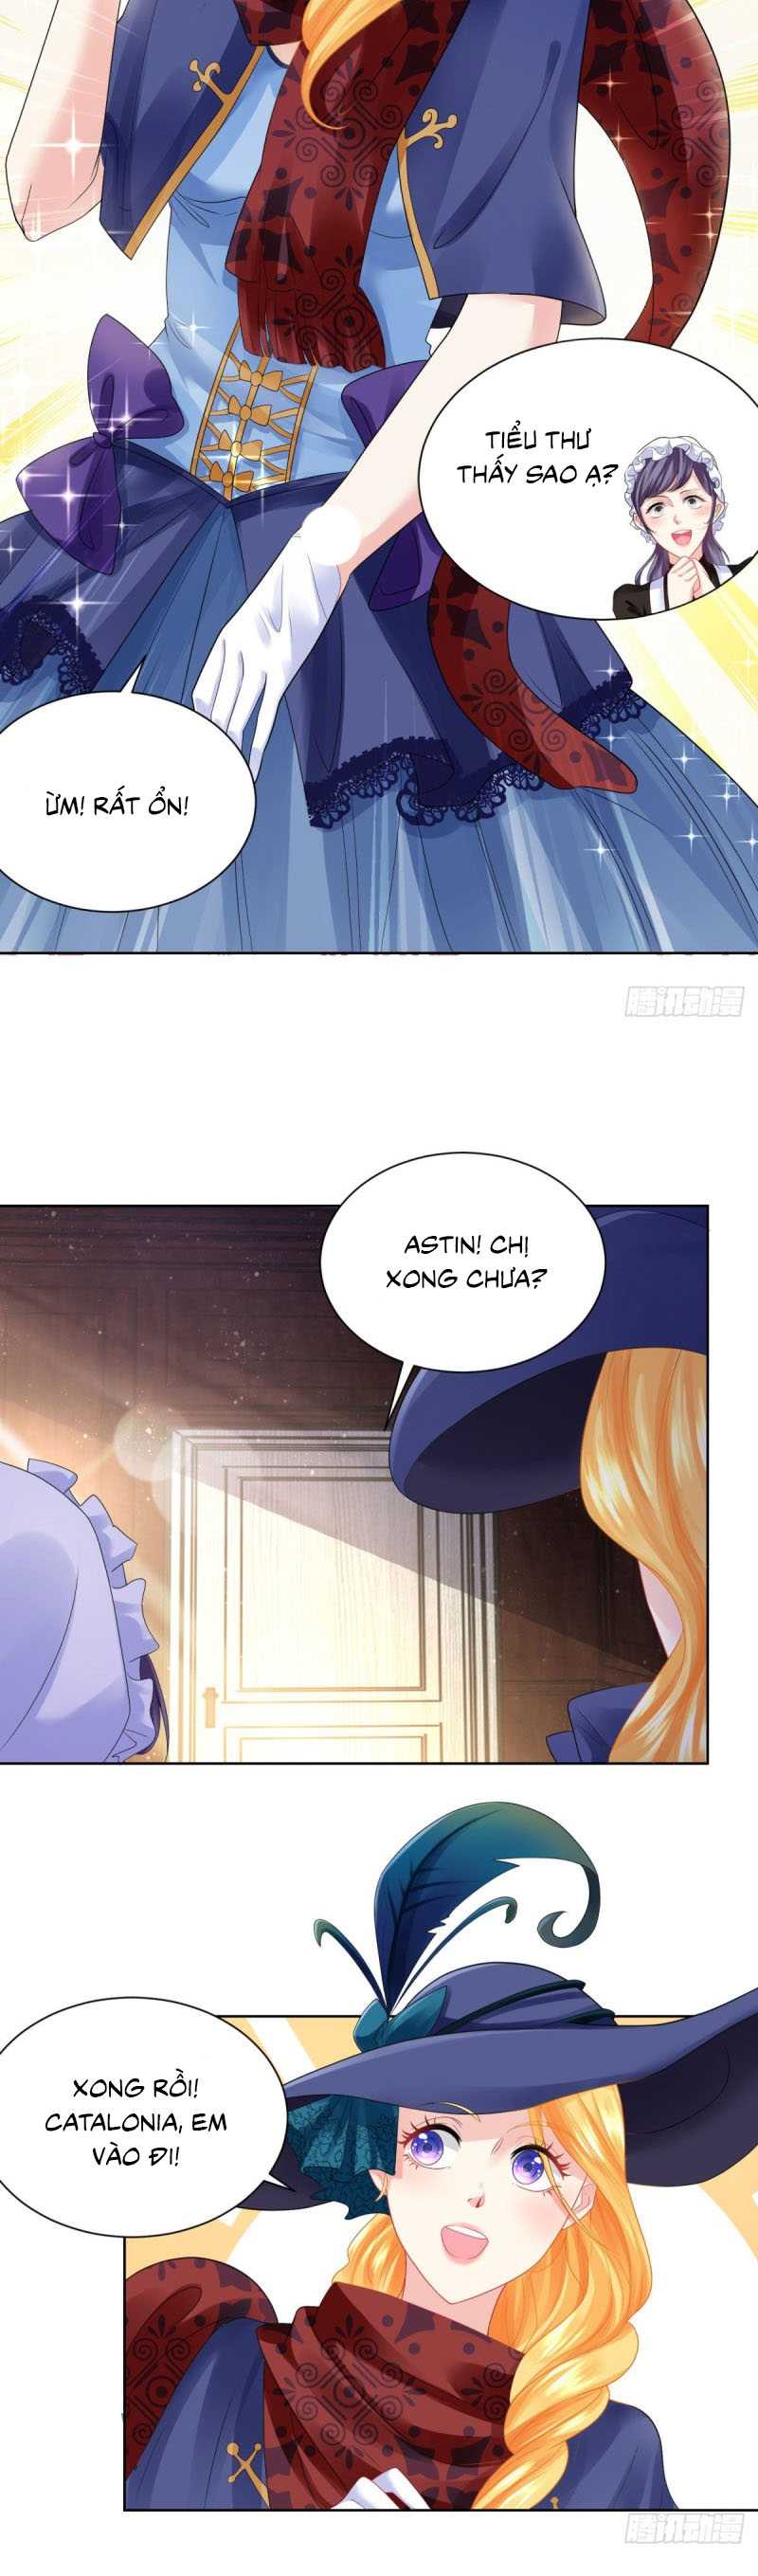 TIỂU THƯ
THẤY SAO Ạ?
ỪM! RẤT ỔN!
腾讯动漫
ASTIN! CHỊ
XONG CHƯA?
XONG RỒI!
CATALONIA, EM
VÀO ĐI!
腾讯动漫